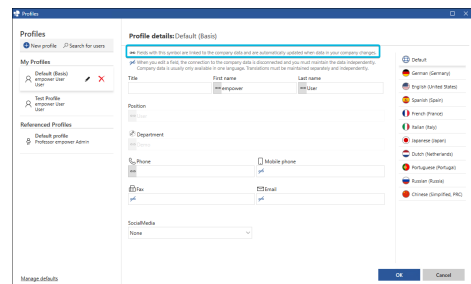 Profiles
Profiles
New profile
Search for users
My Profiles
Default (Basis)
empower User
User
Test Profile
empower User
User
Referenced Profiles
Default profile
Professor empower Admin
Manage defaults
Profile details: Default (Basis)
Fields with this symbol are linked to the company data and are automatically updated when data in your company changes.
When you edit a field, the connection to the company data is disconnected and you must maintain the data independently.
Company data is usually only available in one language. Translations must be maintained separately and independently.
Title
First name
Last name
empower
User
Position
Department
Phone
Mobile phone
Fax
Email
SocialMedia
None
Default
German (Germany)
English (United States)
Spanish (Spain)
French (France)
Italian (Italy)
Japanese (Japan)
Dutch (Netherlands)
Portuguese (Portugal)
Russian (Russia)
Chinese (Simplified, PRC)
OK
Cancel